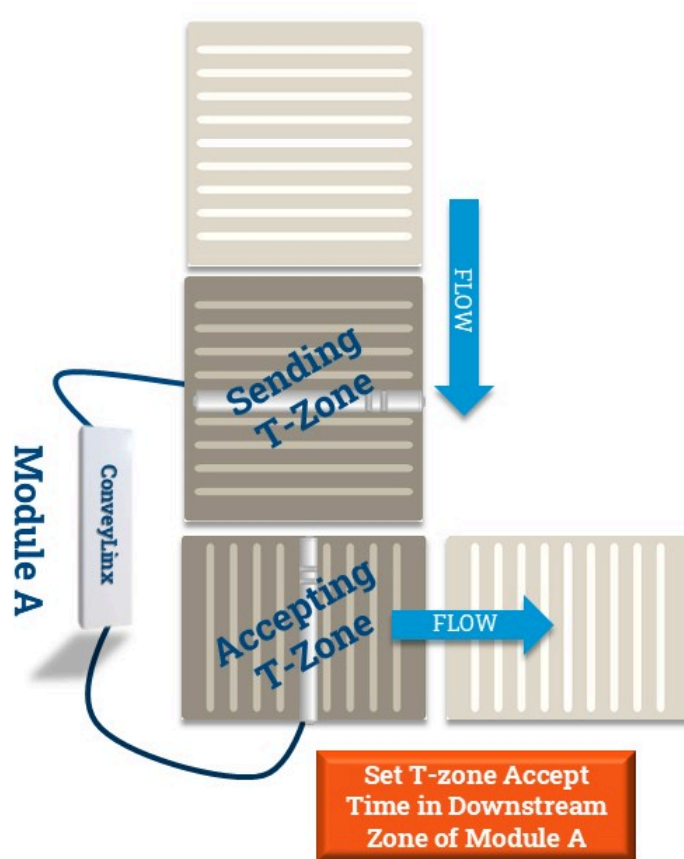 FLOW
Sending
T-Zone
Module A
ConveyLinx
Accepting
T-Zone
FLOW
Set T-zone Accept
Time in Downstream
Zone of Module A